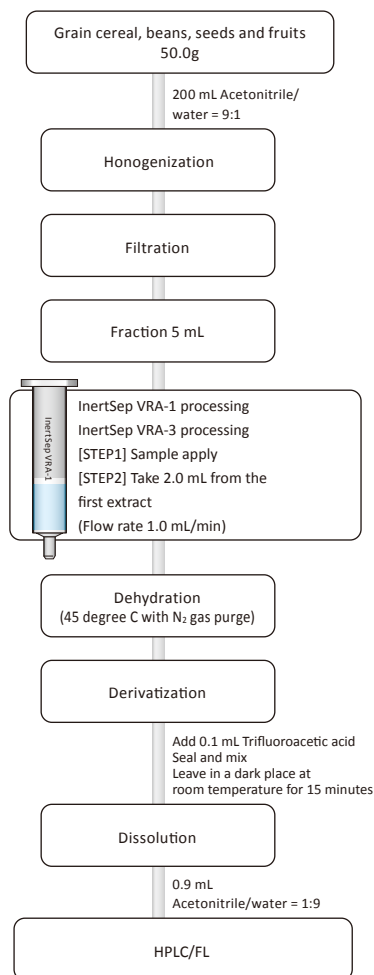 Grain cereal, beans, seeds and fruits
50.0g
200 mL Acetonitrile/
water = 9:1
Honogenization
Filtration
Fraction 5 mL
InertSep VRA-1
InertSep VRA-1 processing
InertSep VRA-3 processing
[STEP1] Sample apply
[STEP2] Take 2.0 mL from the
first extract
(Flow rate 1.0 mL/min)
Dehydration
(45 degree C with N₂ gas purge)
Derivatization
Add 0.1 mL Trifluoroacetic acid
Seal and mix
Leave in a dark place at
room temperature for 15 minutes
Dissolution
0.9 mL
Acetonitrile/water = 1:9
HPLC/FL